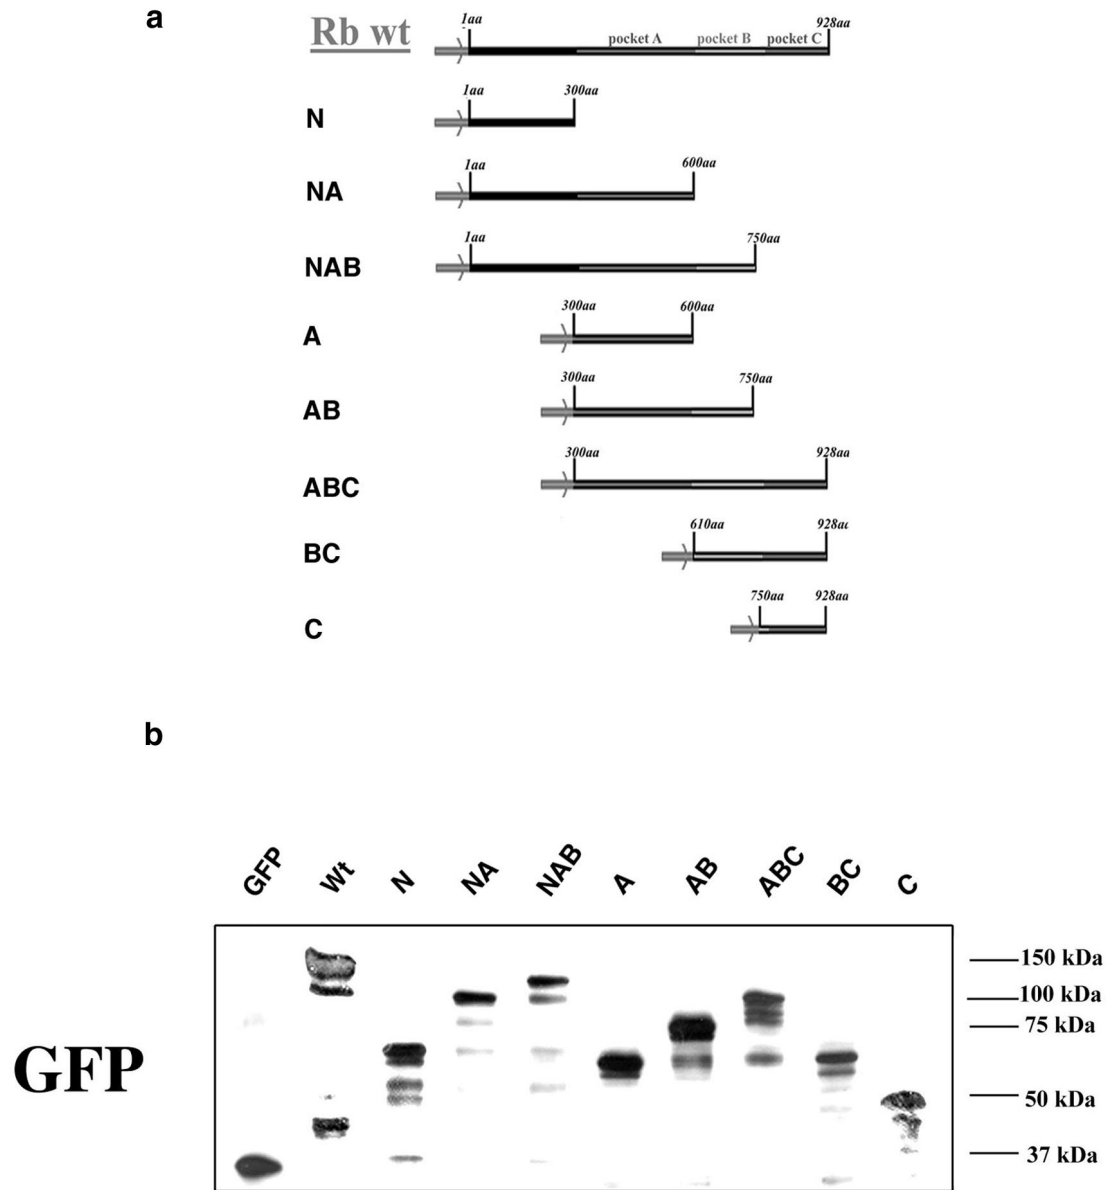 a
1aa 928aa
Rb wt pocket A pocket B pocket C
1aa 300aa
N
1aa 600aa
NA
1aa 750aa
NAB
300aa 600aa
A
300aa 750aa
AB
300aa 928aa
ABC
610aa 928aa
BC
750aa 928aa
C
b
GFP Wt N NA NAB A AB ABC BC C
150 kDa
100 kDa
75 kDa
GFP
50 kDa
37 kDa